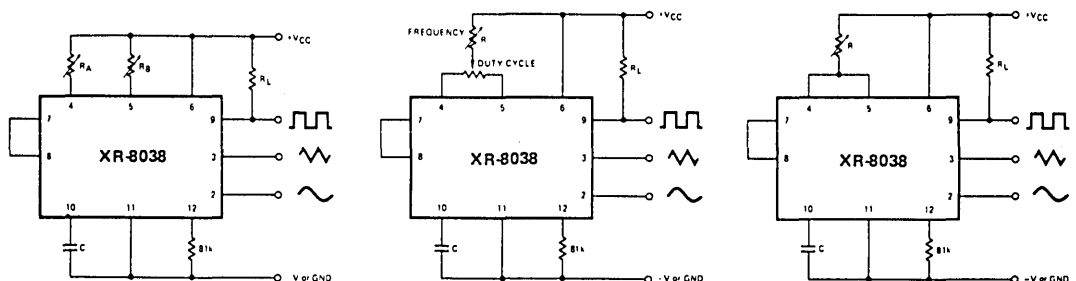 +VCC
RA
RB
RL
4
5
6
7
8
XR-8038
9
3
2
10
11
12
C
81k
-V or GND
+VCC
FREQUENCY
R
DUTY CYCLE
RL
4
5
6
7
8
XR-8038
9
3
2
10
11
12
C
81k
-V or GND
+VCC
R
RL
4
5
6
7
8
XR-8038
9
3
2
10
11
12
C
81k
-V or GND